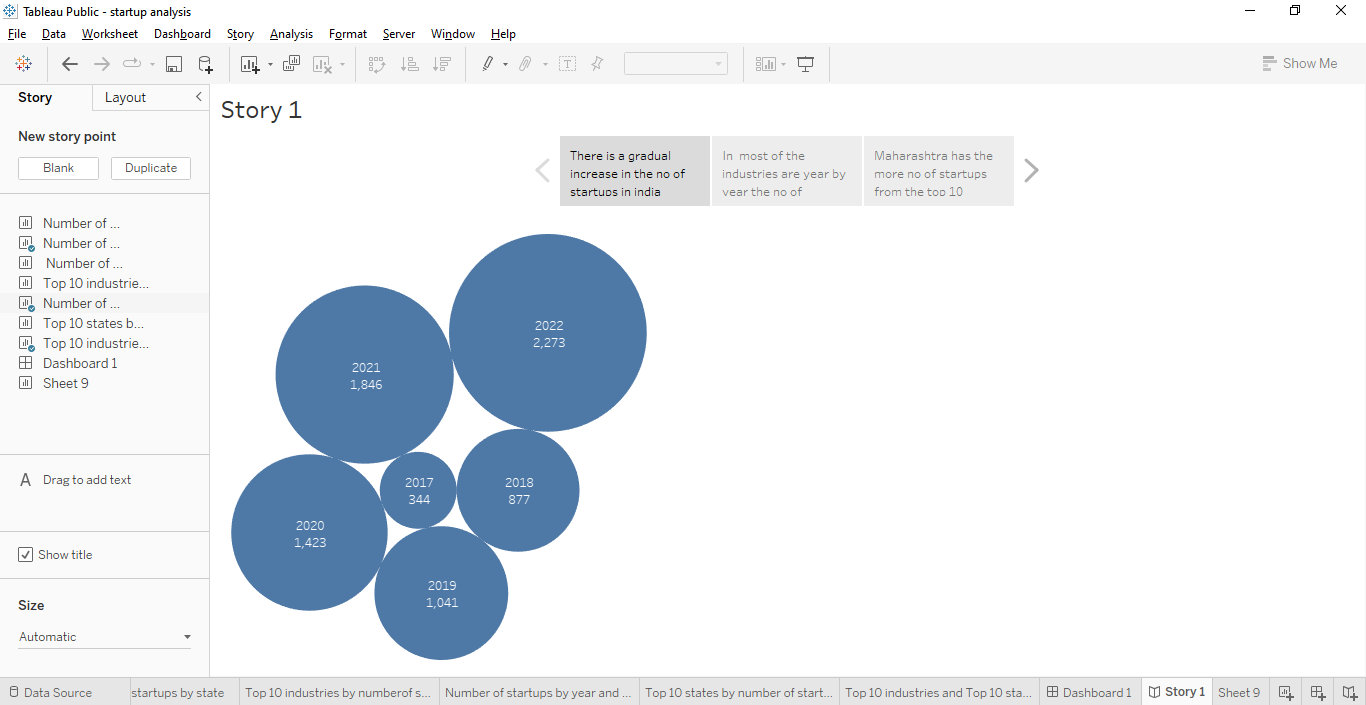 Tableau Public - startup analysis
File Data Worksheet Dashboard Story Analysis Format Server Window Help
Show Me
Story Layout
New story point
Blank Duplicate
Number of ...
Number of ...
Number of ...
Top 10 industrie...
Number of ...
Top 10 states b...
Top 10 industrie...
Dashboard 1
Sheet 9
A Drag to add text
Show title
Size
Automatic
Story 1
There is a gradual
increase in the no of
startups in india
In most of the
industries are year by
year the no of
Maharashtra has the
more no of startups
from the top 10
2022
2,273
2021
1,846
2017
344
2018
877
2020
1,423
2019
1,041
Data Source startups by state Top 10 industries by numberof s... Number of startups by year and ... Top 10 states by number of start... Top 10 industries and Top 10 sta... Dashboard 1 Story 1 Sheet 9